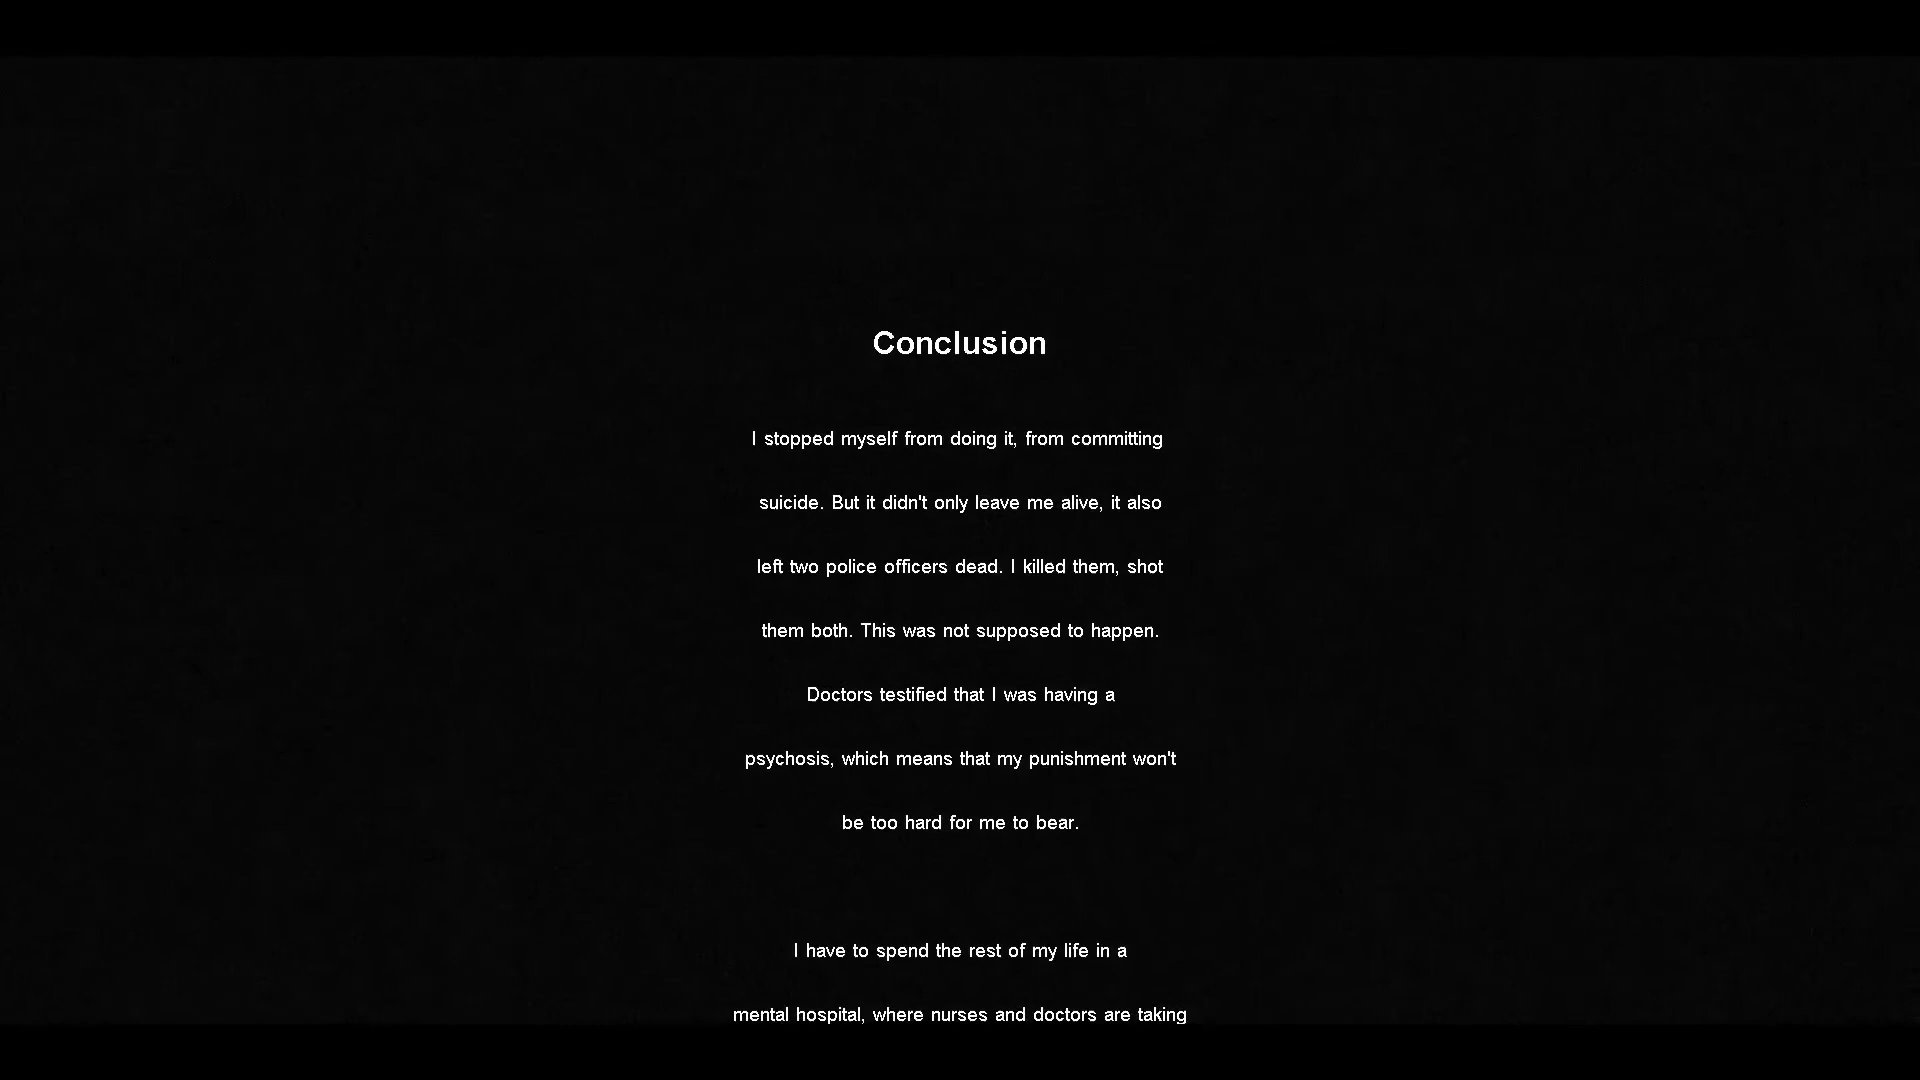 Conclusion
I stopped myself from doing it, from committing
suicide. But it didn't only leave me alive, it also
left two police officers dead. I killed them, shot
them both. This was not supposed to happen.
Doctors testified that I was having a
psychosis, which means that my punishment won't
be too hard for me to bear.
I have to spend the rest of my life in a
mental hospital, where nurses and doctors are taking